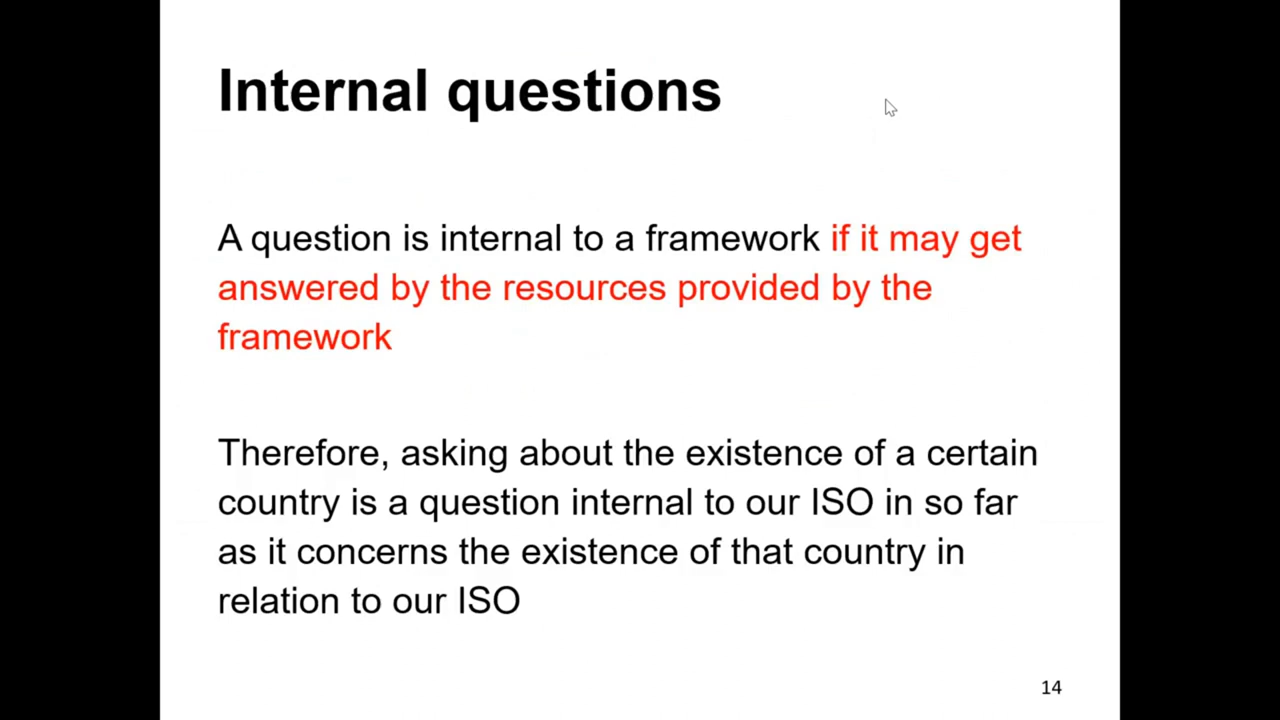 Internal questions
A question is internal to a framework if it may get
answered by the resources provided by the
framework
Therefore, asking about the existence of a certain
country is a question internal to our ISO in so far
as it concerns the existence of that country in
relation to our ISO
14